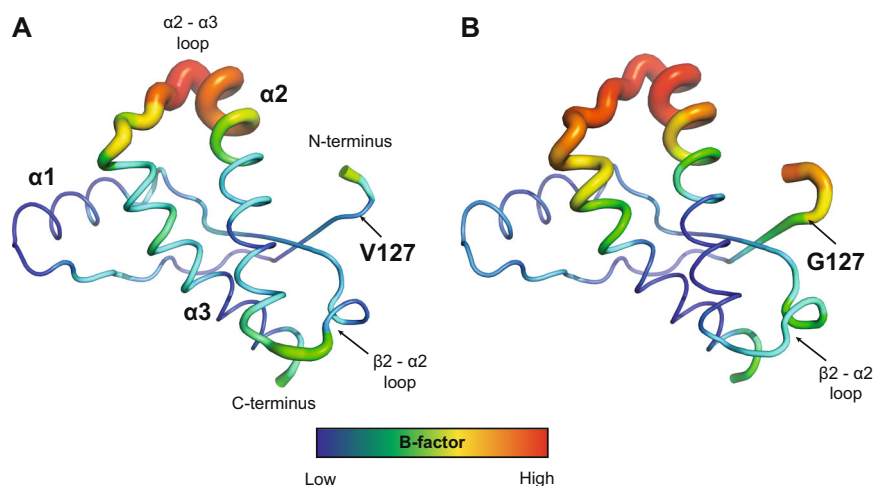 A
α2 - α3
loop
α2
N-terminus
α1
V127
α3
β2 - α2
loop
C-terminus
B
G127
β2 - α2
loop
B-factor
Low
High